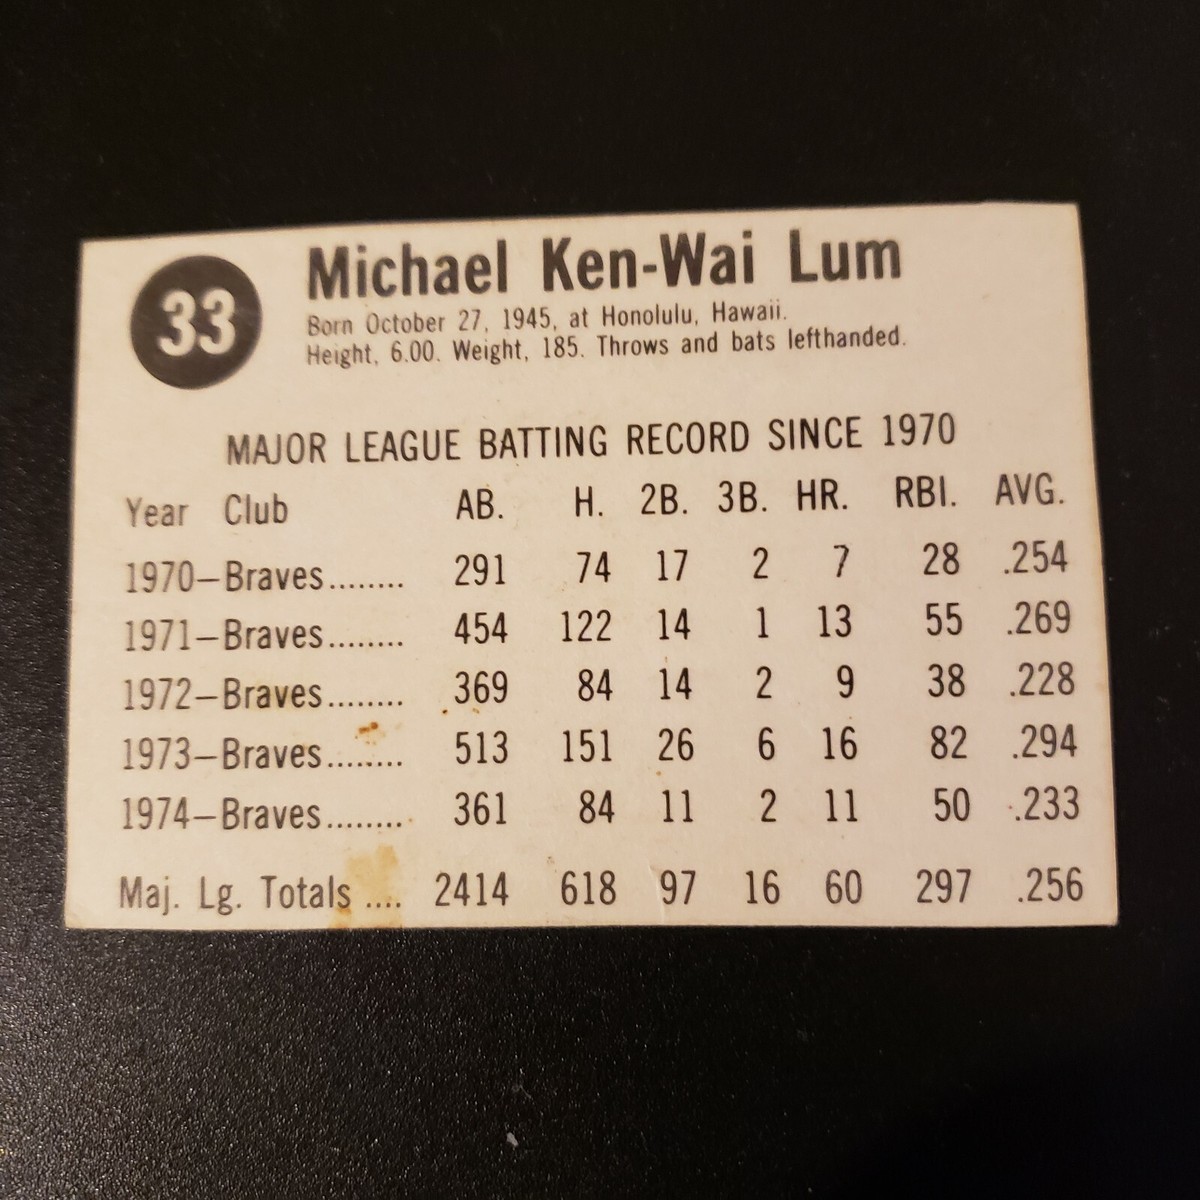 33
Michael Ken-Wai Lum
Born October 27, 1945, at Honolulu, Hawaii.
Height, 6.00. Weight, 185. Throws and bats lefthanded.
MAJOR LEAGUE BATTING RECORD SINCE 1970
Year Club AB. H. 2B. 3B. HR. RBI. AVG.
1970—Braves........ 291 74 17 2 7 28 .254
1971—Braves........ 454 122 14 1 13 55 .269
1972—Braves........ 369 84 14 2 9 38 .228
1973—Braves........ 513 151 26 6 16 82 .294
1974—Braves........ 361 84 11 2 11 50 .233
Maj. Lg. Totals .... 2414 618 97 16 60 297 .256